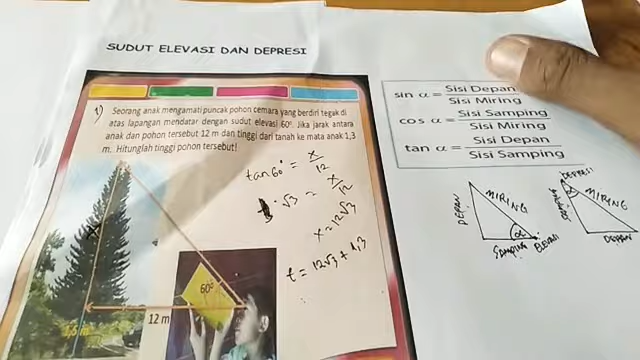 SUDUT ELEVASI DAN DEPRESI
1) Seorang anak mengamati puncak pohon cemara yang berdiri tegak di
atas lapangan mendatar dengan sudut elevasi 60°. Jika jarak antara
anak dan pohon tersebut 12 m dan tinggi dari tanah ke mata anak 1,3
m. Hitunglah tinggi pohon tersebut!
tan 60° = x/12
√3 = x/12
x = 12√3
t = 12√3 + 1,3
x
60°
12 m
sin α = Sisi Depan / Sisi Miring
cos α = Sisi Samping / Sisi Miring
tan α = Sisi Depan / Sisi Samping
DEPAN
MIRING
α
SAMPING
ELEVASI
DEPRESI
α
SAMPING
MIRING
DEPAN